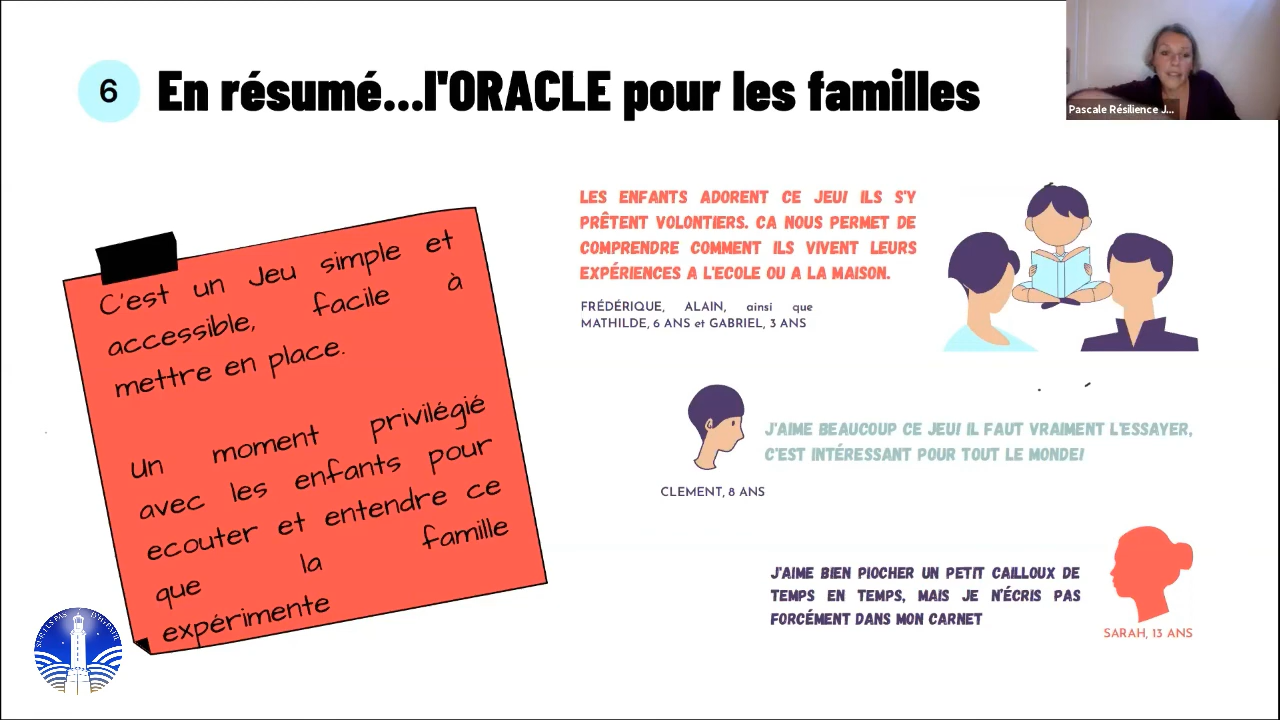 6
En résumé...l'ORACLE pour les familles
Pascale Résilience J...
C'est un Jeu simple et
accessible, facile à
mettre en place.
Un moment privilégié
avec les enfants pour
ecouter et entendre ce
que la famille
expérimente
LES ENFANTS ADORENT CE JEU! ILS S'Y
PRÊTENT VOLONTIERS. CA NOUS PERMET DE
COMPRENDRE COMMENT ILS VIVENT LEURS
EXPÉRIENCES A L'ECOLE OU A LA MAISON.
FRÉDÉRIQUE, ALAIN, ainsi que
MATHILDE, 6 ANS et GABRIEL, 3 ANS
J'AIME BEAUCOUP CE JEU! IL FAUT VRAIMENT L'ESSAYER,
C'EST INTÉRESSANT POUR TOUT LE MONDE!
CLEMENT, 8 ANS
J'AIME BIEN PIOCHER UN PETIT CAILLOUX DE
TEMPS EN TEMPS, MAIS JE N'ÉCRIS PAS
FORCÉMENT DANS MON CARNET
SARAH, 13 ANS